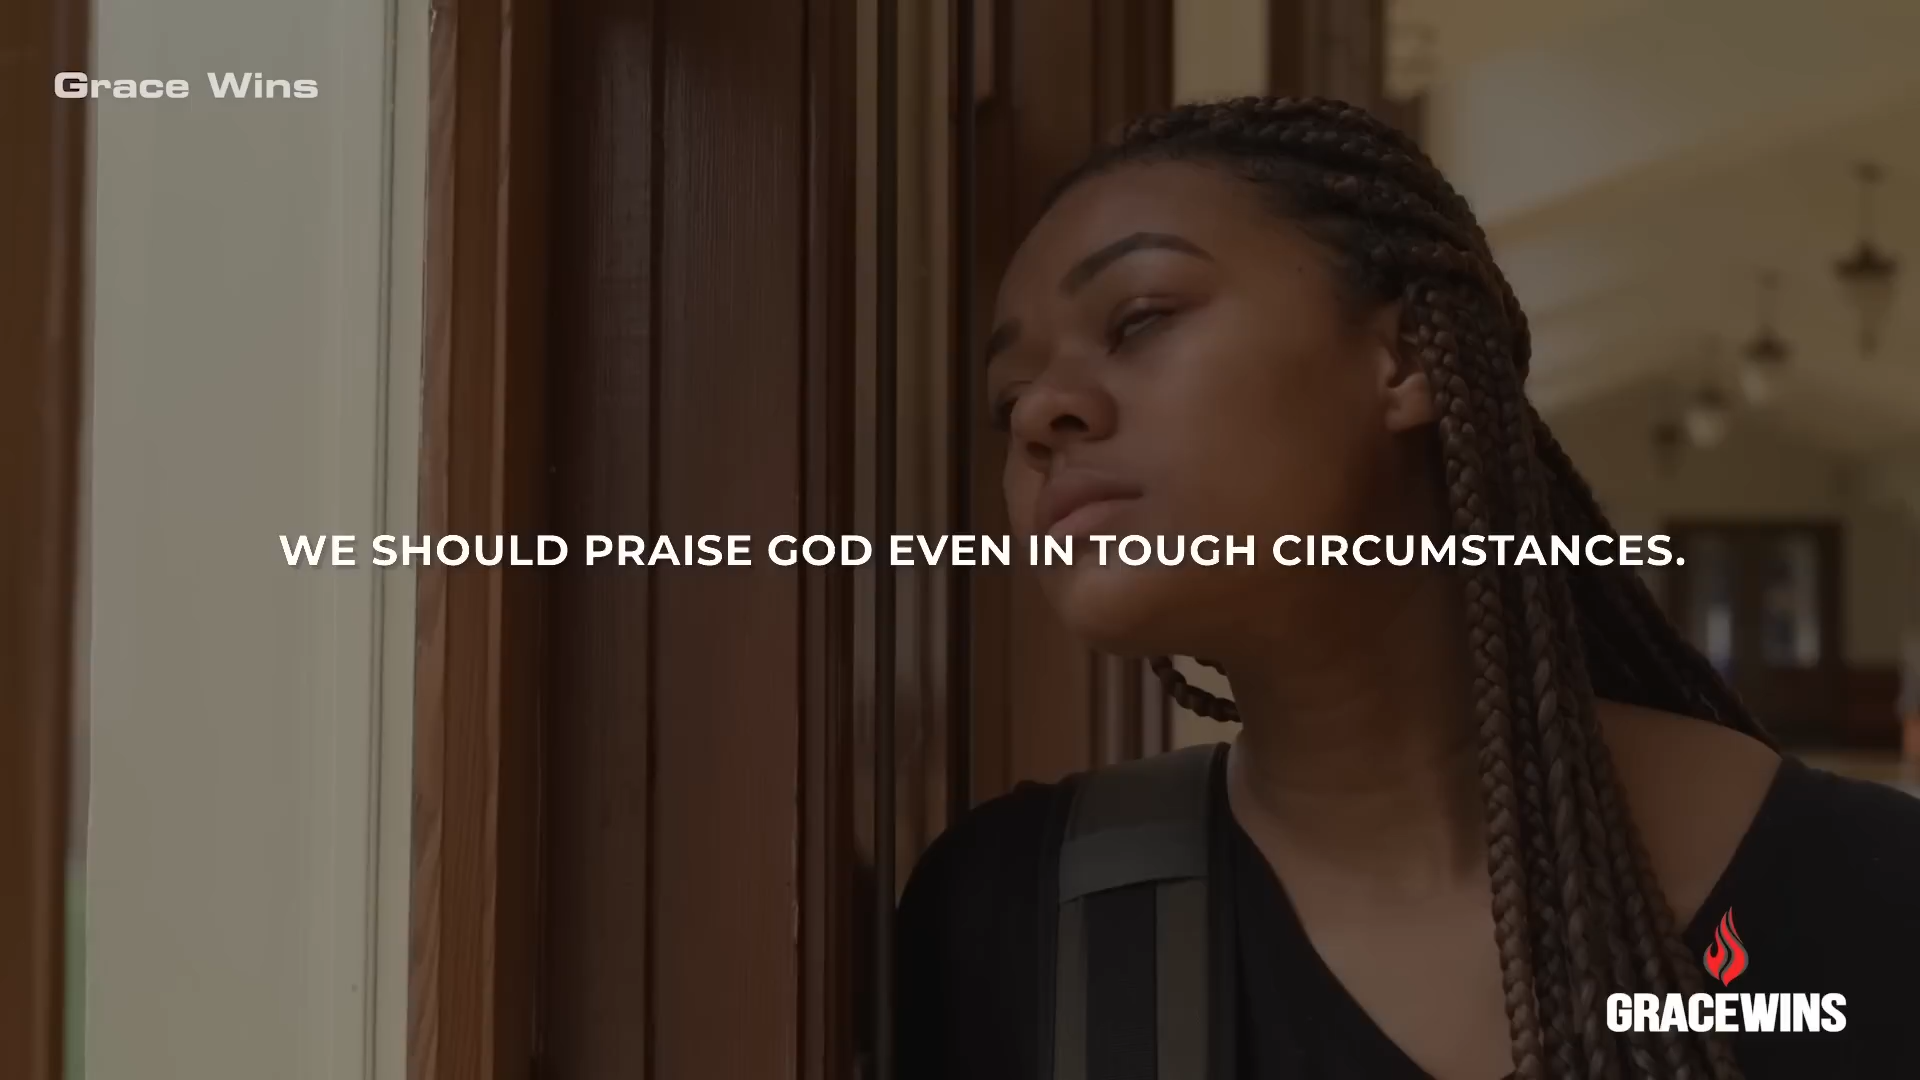 Grace Wins
WE SHOULD PRAISE GOD EVEN IN TOUGH CIRCUMSTANCES.
GRACEWINS